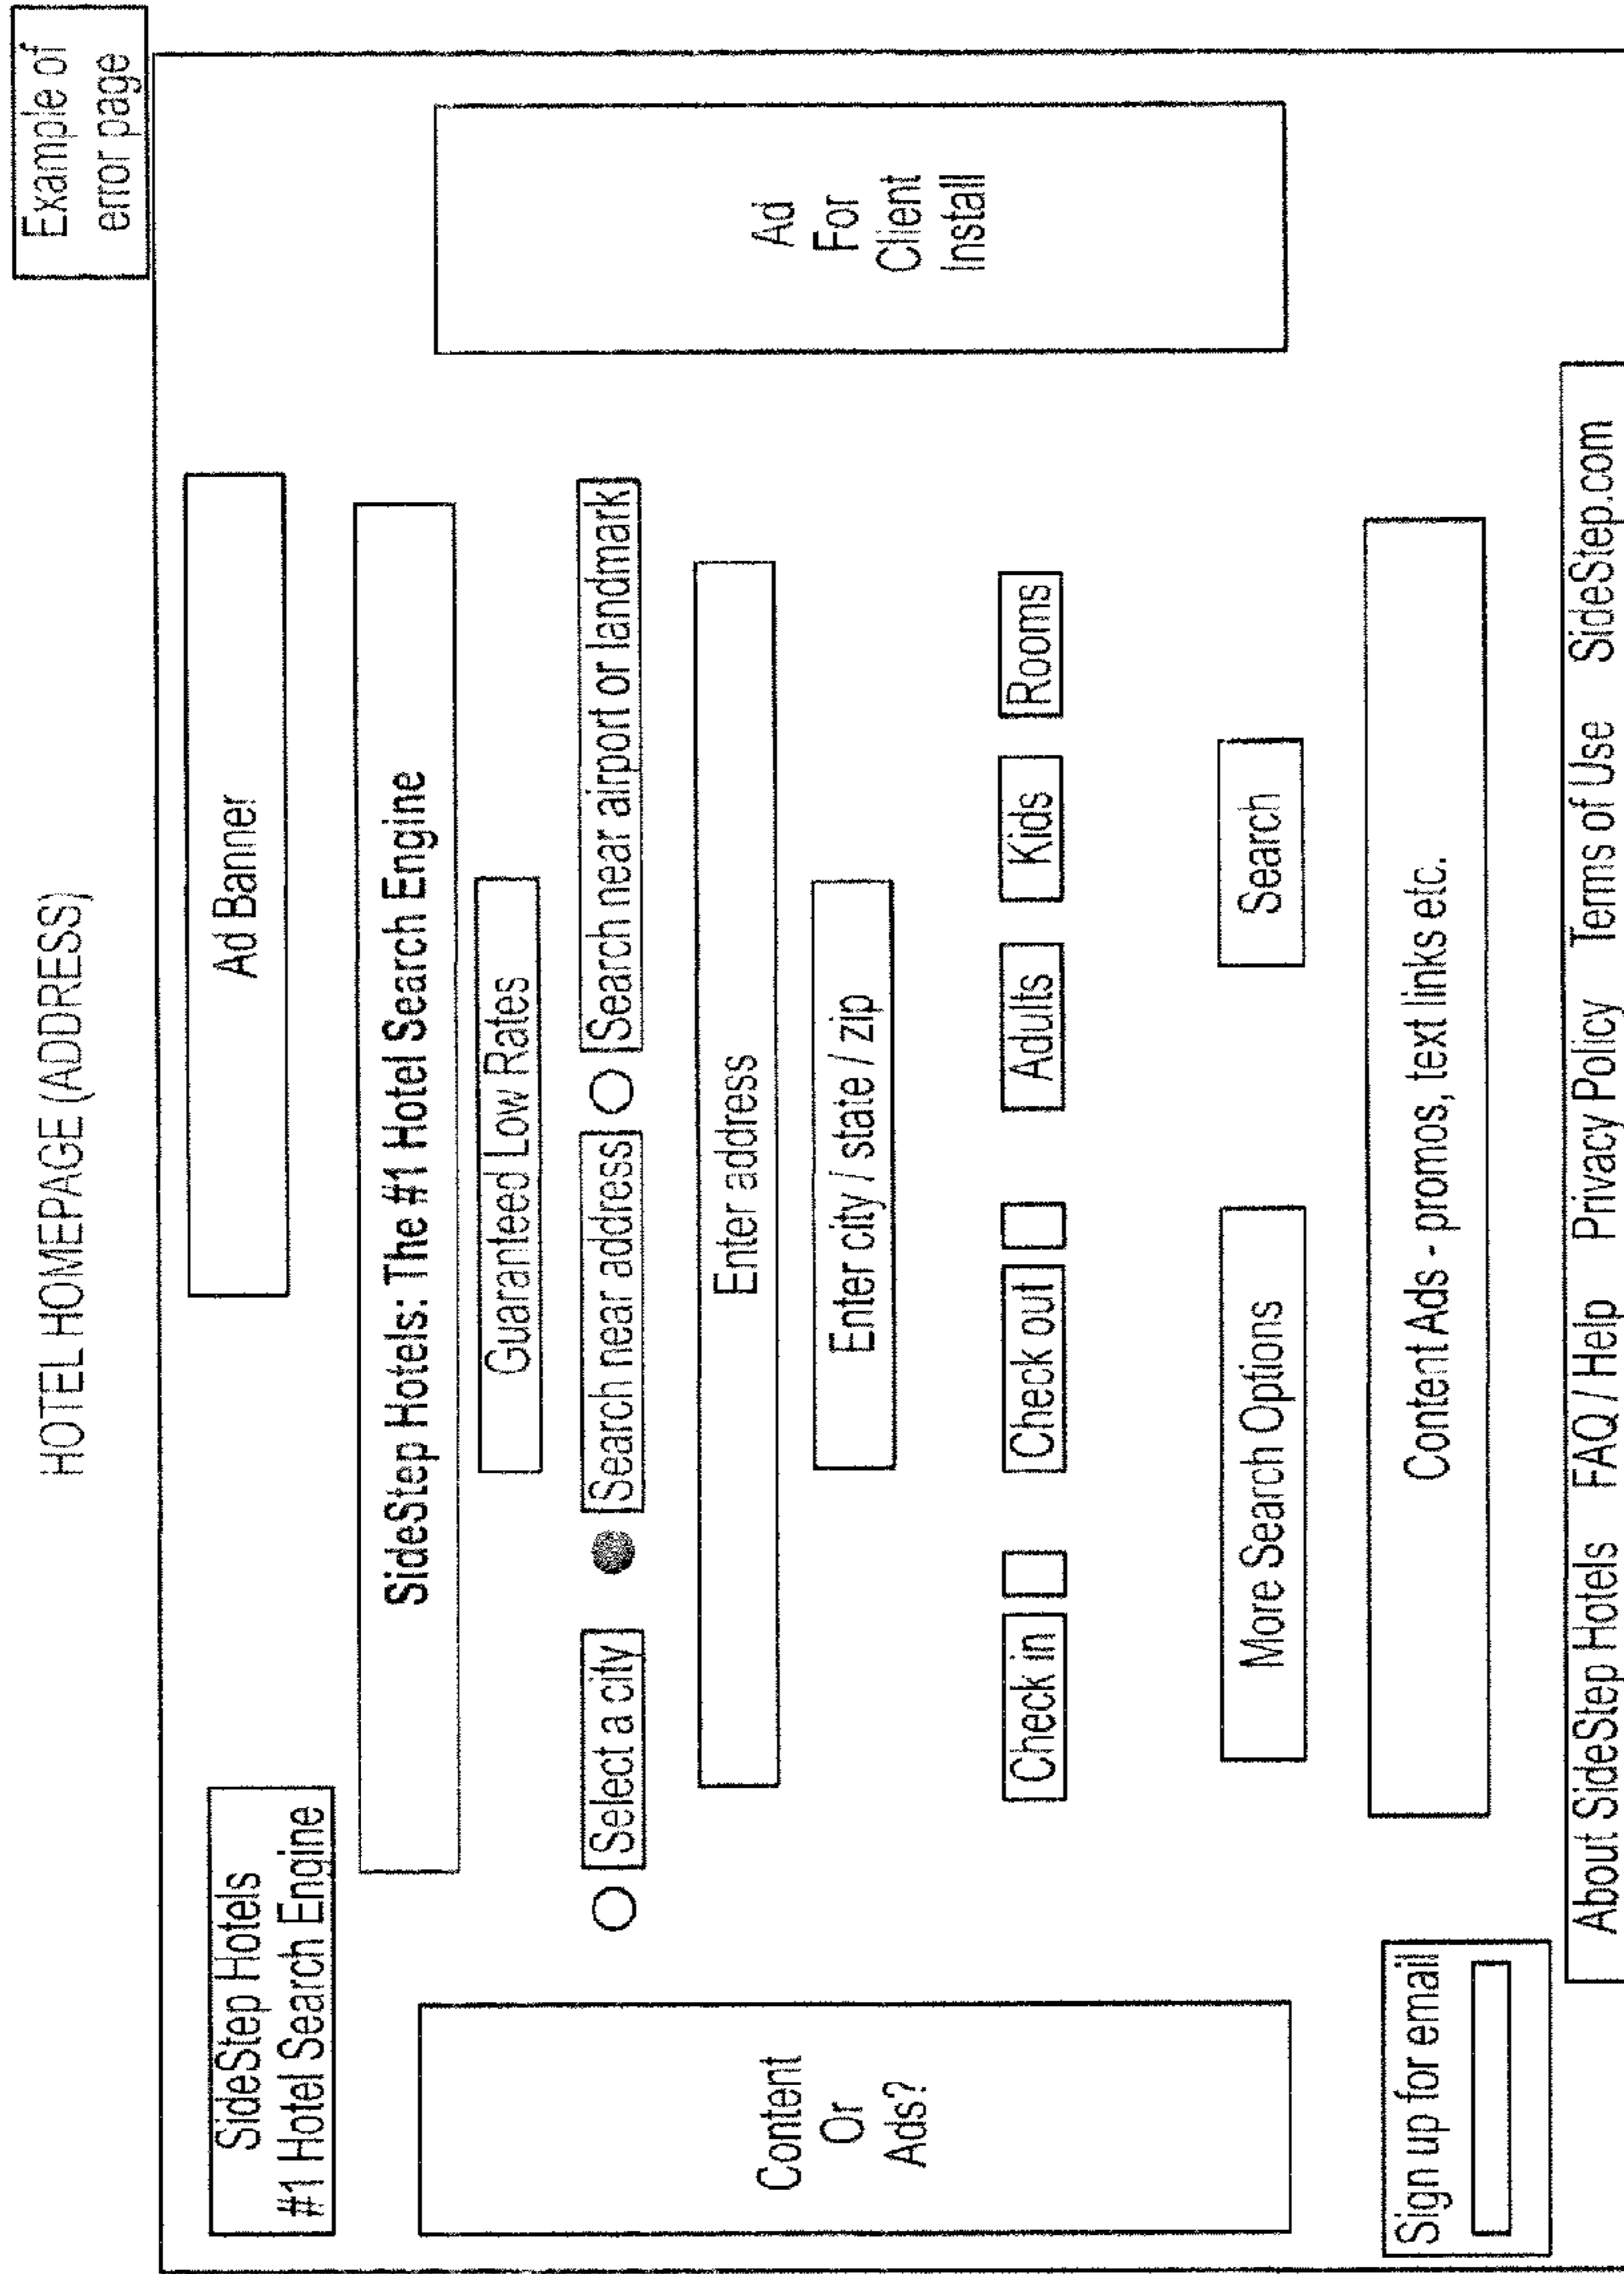 HOTEL HOMEPAGE (ADDRESS)
Example of
error page
SideStep Hotels
#1 Hotel Search Engine
Ad Banner
SideStep Hotels: The #1 Hotel Search Engine
Guaranteed Low Rates
Select a city
Search near address
Search near airport or landmark
Enter address
Enter city / state / zip
Content
Or
Ads?
Ad
For
Client
Install
Check in
Check out
Adults
Kids
Rooms
More Search Options
Search
Content Ads - promos, text links etc.
Sign up for email
About SideStep Hotels FAQ / Help Privacy Policy Terms of Use SideStep.com